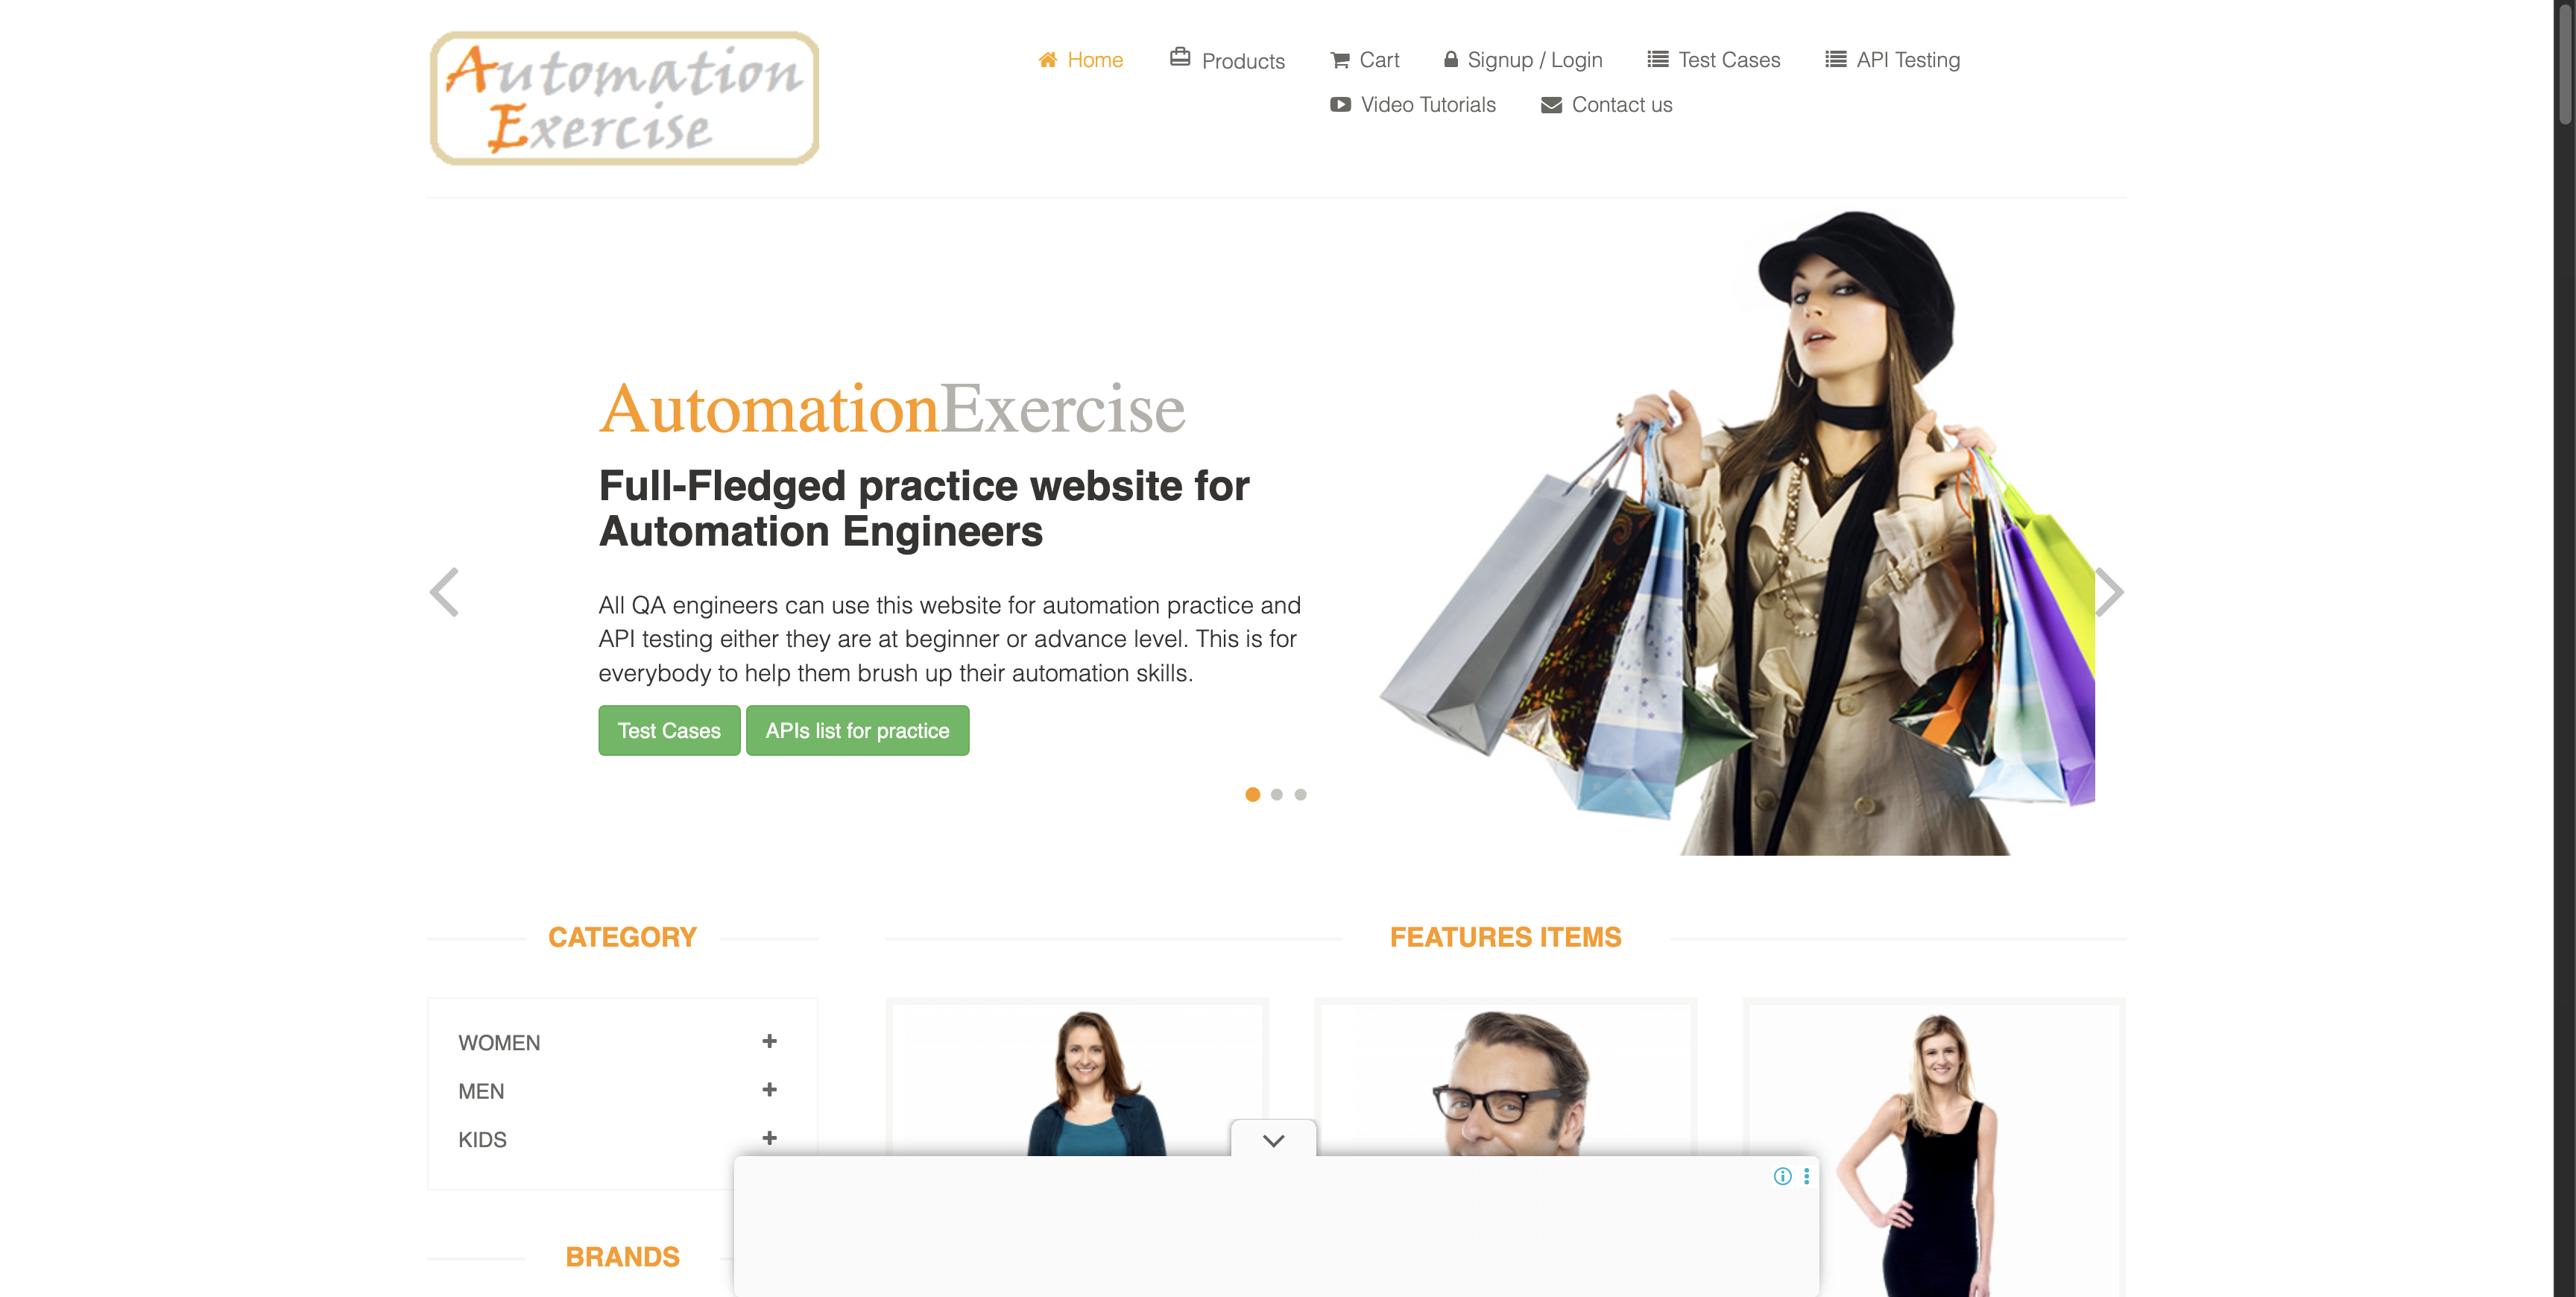 Automation
Exercise
Home Products Cart Signup / Login Test Cases API Testing
Video Tutorials Contact us
AutomationExercise
Full-Fledged practice website for
Automation Engineers
All QA engineers can use this website for automation practice and
API testing either they are at beginner or advance level. This is for
everybody to help them brush up their automation skills.
Test Cases APIs list for practice
CATEGORY
WOMEN
MEN
KIDS
BRANDS
FEATURES ITEMS